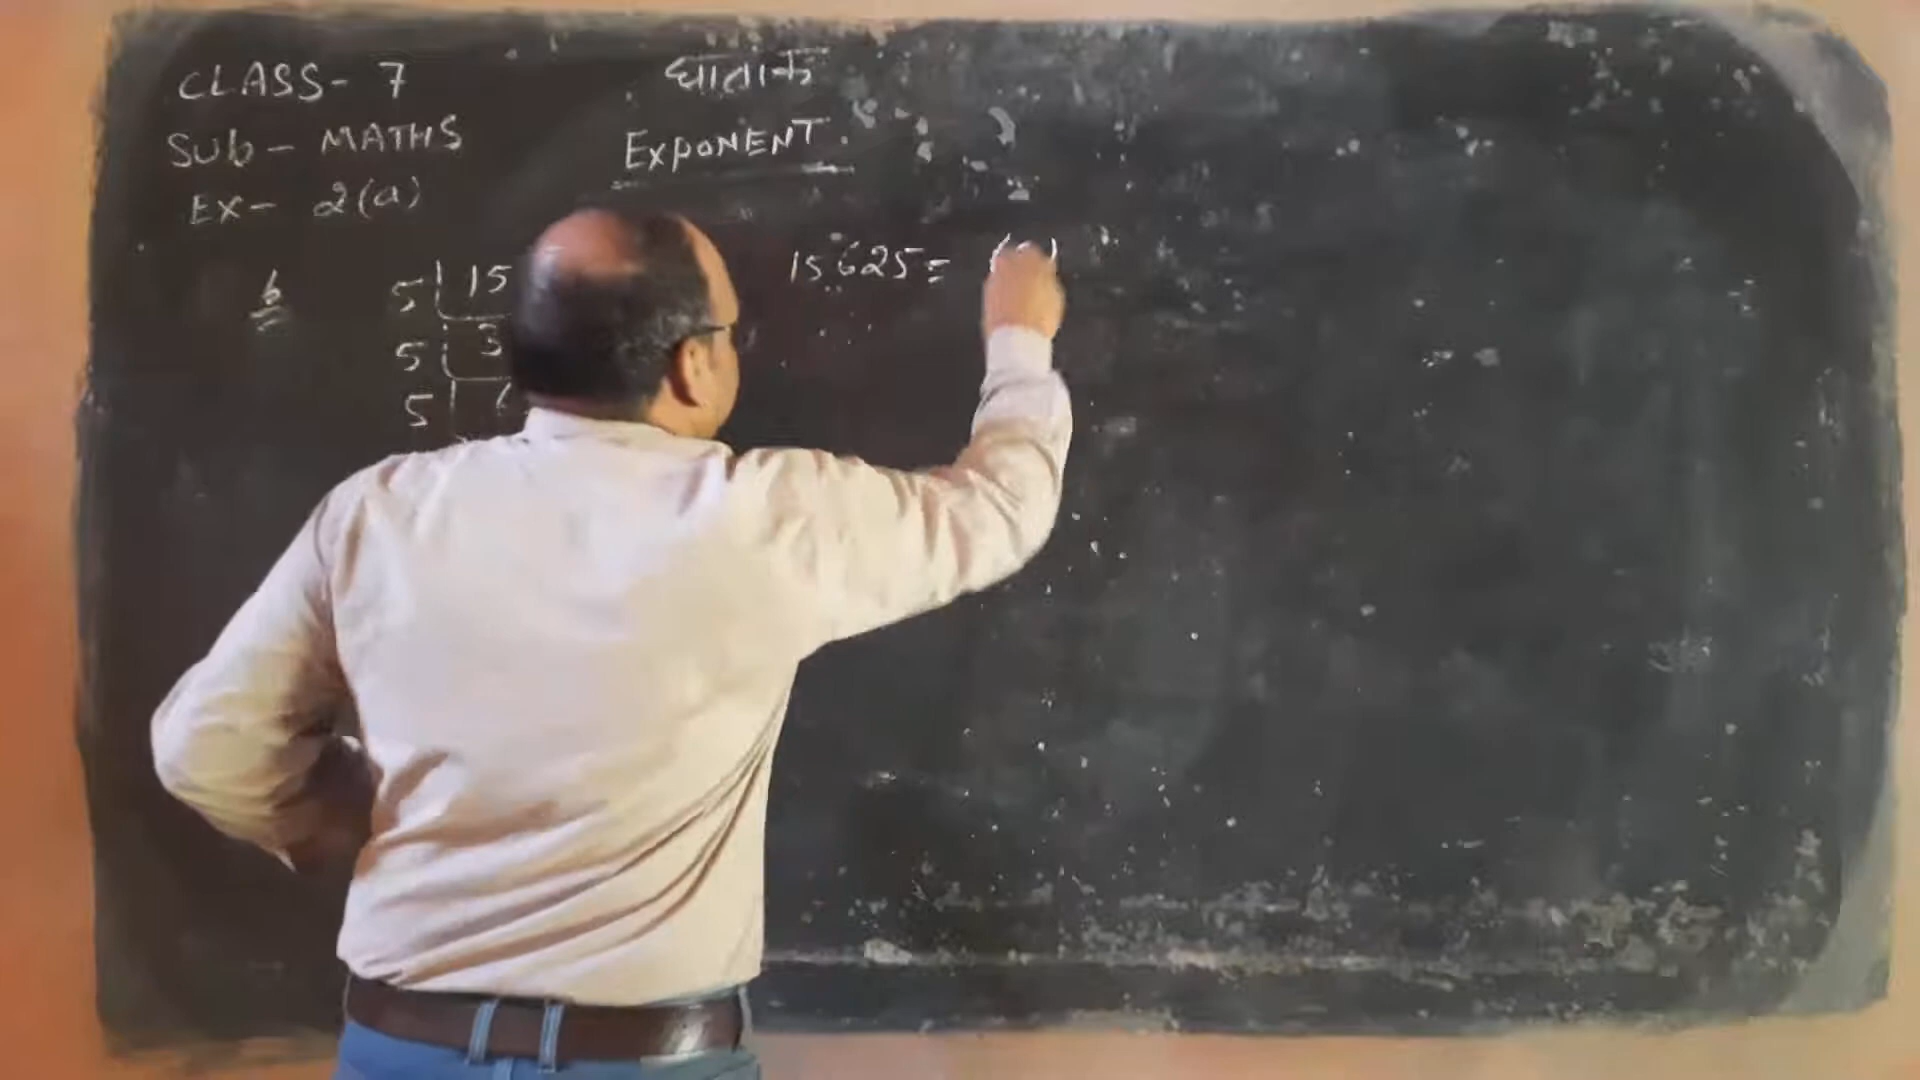 CLASS- 7
Sub- MATHS
Ex- 2(a)
घातांक
EXPONENT.
6
5 | 15
5 | 3
5 |
15625 = ( )